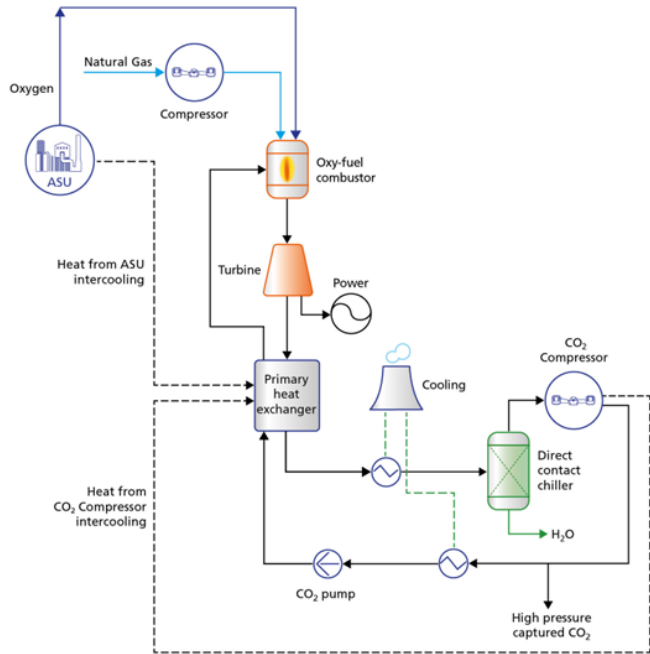 Natural Gas
Oxygen
Compressor
ASU
Oxy-fuel
combustor
Heat from ASU
intercooling
Turbine
Power
CO₂
Compressor
Primary
heat
exchanger
Cooling
Direct
contact
chiller
Heat from
CO₂ Compressor
intercooling
H₂O
CO₂ pump
High pressure
captured CO₂